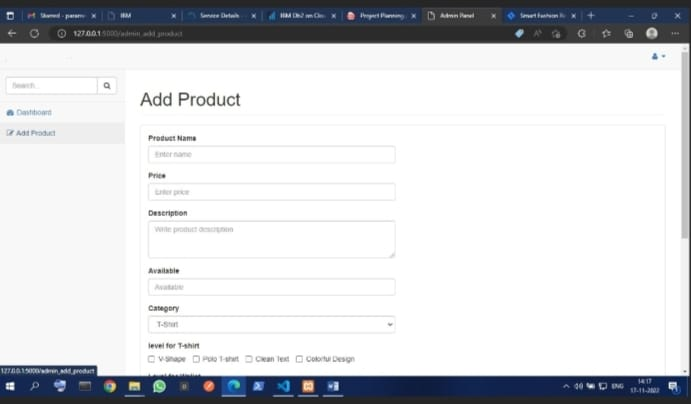 Starred - param
IBM
Service Details -
IBM Db2 on Clou
Project Planning
Admin Panel
Smart Fashion Re
127.0.0.1:5000/admin_add_product
Search...
Dashboard
Add Product
Add Product
Product Name
Enter name
Price
Enter price
Description
Write product description
Available
Available
Category
T-Shirt
level for T-shirt
V-Shape Polo T-shirt Clean Text Colorful Design
127.0.0.1:5000/admin_add_product
ENG
14:17
17-11-2022